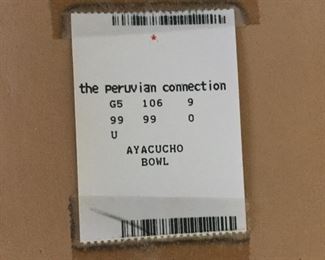 *
the peruvian connection
G5 106 9
99 99 0
U
AYACUCHO
BOWL